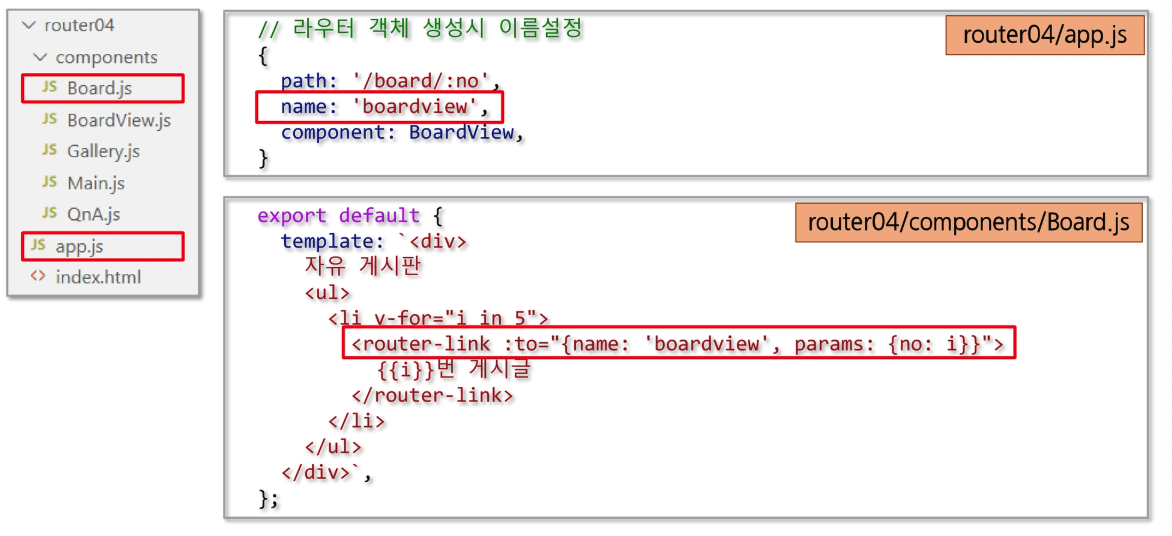 router04
components
JS Board.js
JS BoardView.js
JS Gallery.js
JS Main.js
JS QnA.js
JS app.js
<> index.html
router04/app.js
// 라우터 객체 생성시 이름설정
{
  path: '/board/:no',
  name: 'boardview',
  component: BoardView,
}
router04/components/Board.js
export default {
  template: `<div>
    자유 게시판
    <ul>
      <li v-for="i in 5">
        <router-link :to="{name: 'boardview', params: {no: i}}">
          {{i}}번 게시글
        </router-link>
      </li>
    </ul>
  </div>`,
};